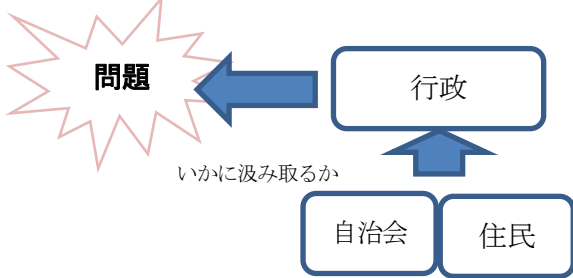 問題
行政
いかに汲み取るか
自治会
住民